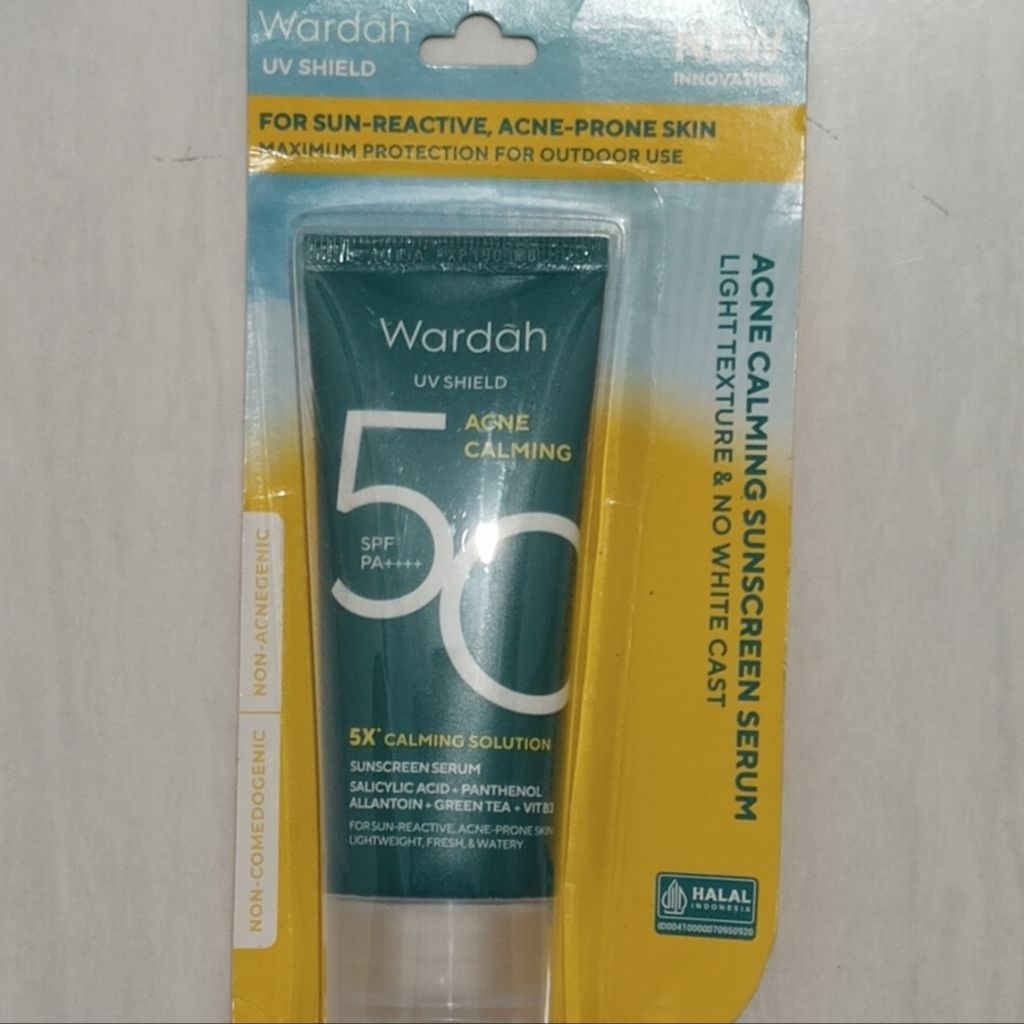 Wardāh
UV SHIELD
NEW
INNOVATION
FOR SUN-REACTIVE, ACNE-PRONE SKIN
MAXIMUM PROTECTION FOR OUTDOOR USE
Wardāh
UV SHIELD
ACNE
CALMING
50
SPF
PA++++
5X* CALMING SOLUTION
SUNSCREEN SERUM
SALICYLIC ACID + PANTHENOL
ALLANTOIN + GREEN TEA + VIT B3
FOR SUN-REACTIVE, ACNE-PRONE SKIN
LIGHTWEIGHT, FRESH, & WATERY
NON-COMEDOGENIC
NON-ACNEGENIC
ACNE CALMING SUNSCREEN SERUM
LIGHT TEXTURE & NO WHITE CAST
HALAL
INDONESIA
ID00410000070950920